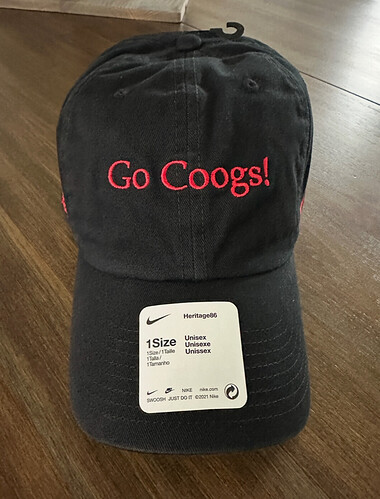 Go Coogs!
Heritage86
1Size
1Size / 1Taille
1Talla /
1Tamanho
Unisex
Unisexe
Unissex
NIKE
nike.com
SWOOSH JUST DO IT ©2021 Nike